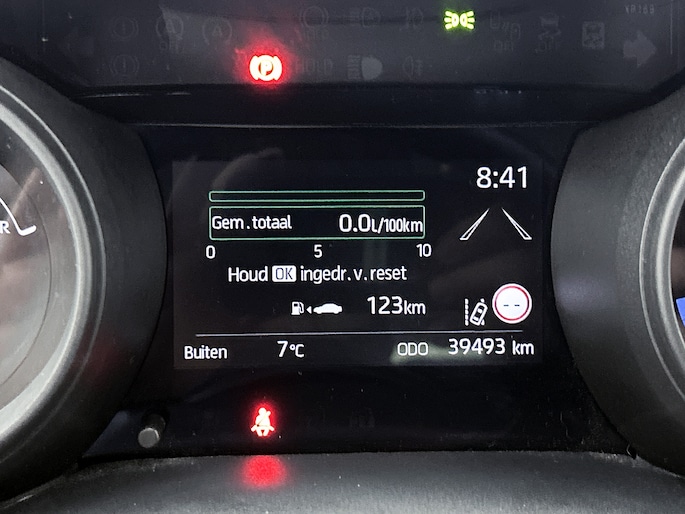 (P)
8:41
Gem.totaal 0.0L/100km
0 5 10
Houd OK ingedr.v.reset
123km
--
Buiten 7°C ODO 39493 km
R